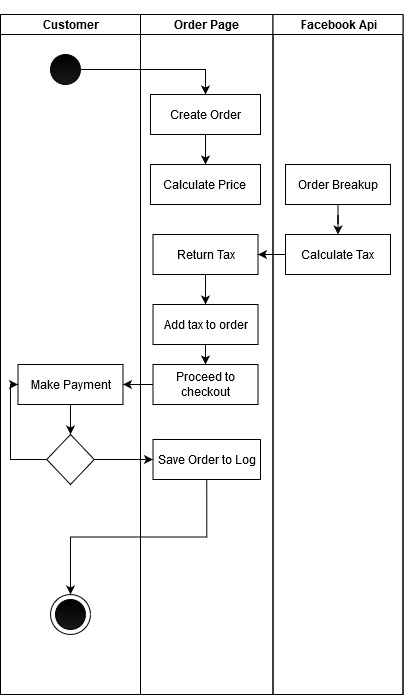 Customer
Order Page
Facebook Api
Create Order
Calculate Price
Order Breakup
Return Tax
Calculate Tax
Add tax to order
Make Payment
Proceed to
checkout
Save Order to Log